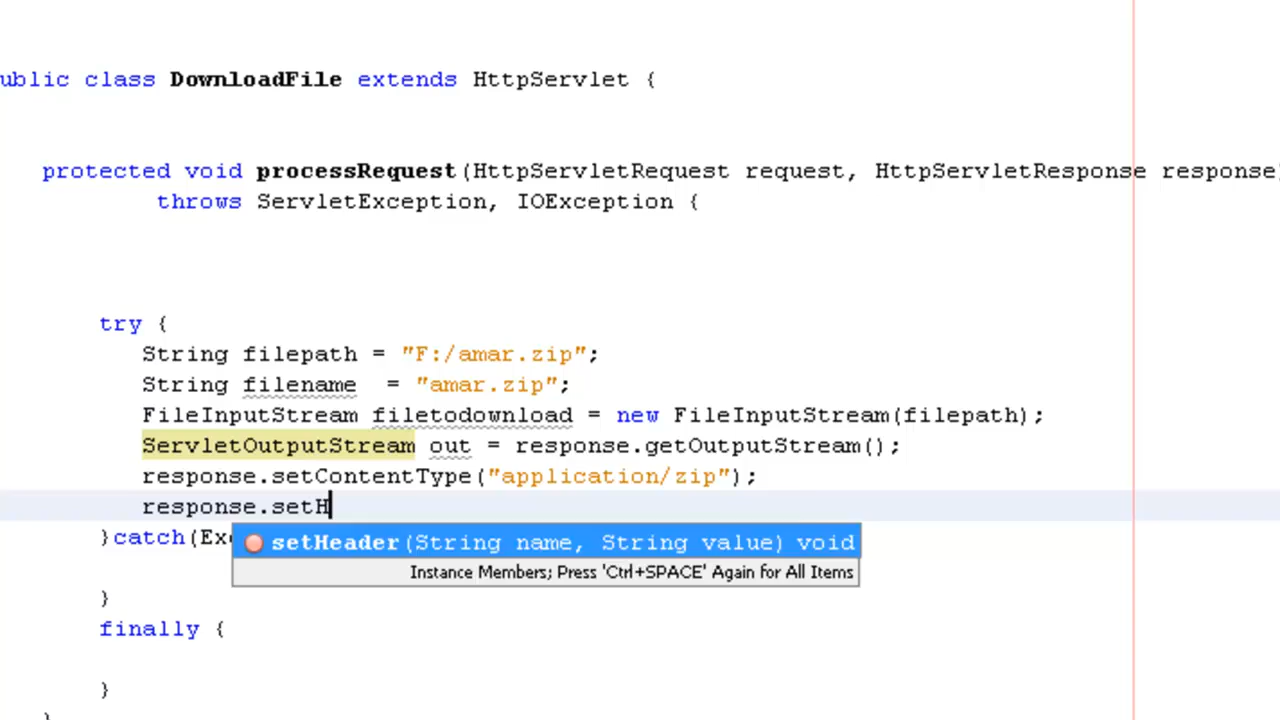 ublic class DownloadFile extends HttpServlet {
protected void processRequest(HttpServletRequest request, HttpServletResponse response)
throws ServletException, IOException {
try {
String filepath = "F:/amar.zip";
String filename  = "amar.zip";
FileInputStream filetodownload = new FileInputStream(filepath);
ServletOutputStream out = response.getOutputStream();
response.setContentType("application/zip");
response.setH
}catch(Exc
setHeader(String name, String value) void
Instance Members; Press 'Ctrl+SPACE' Again for All Items
}
finally {
}
}